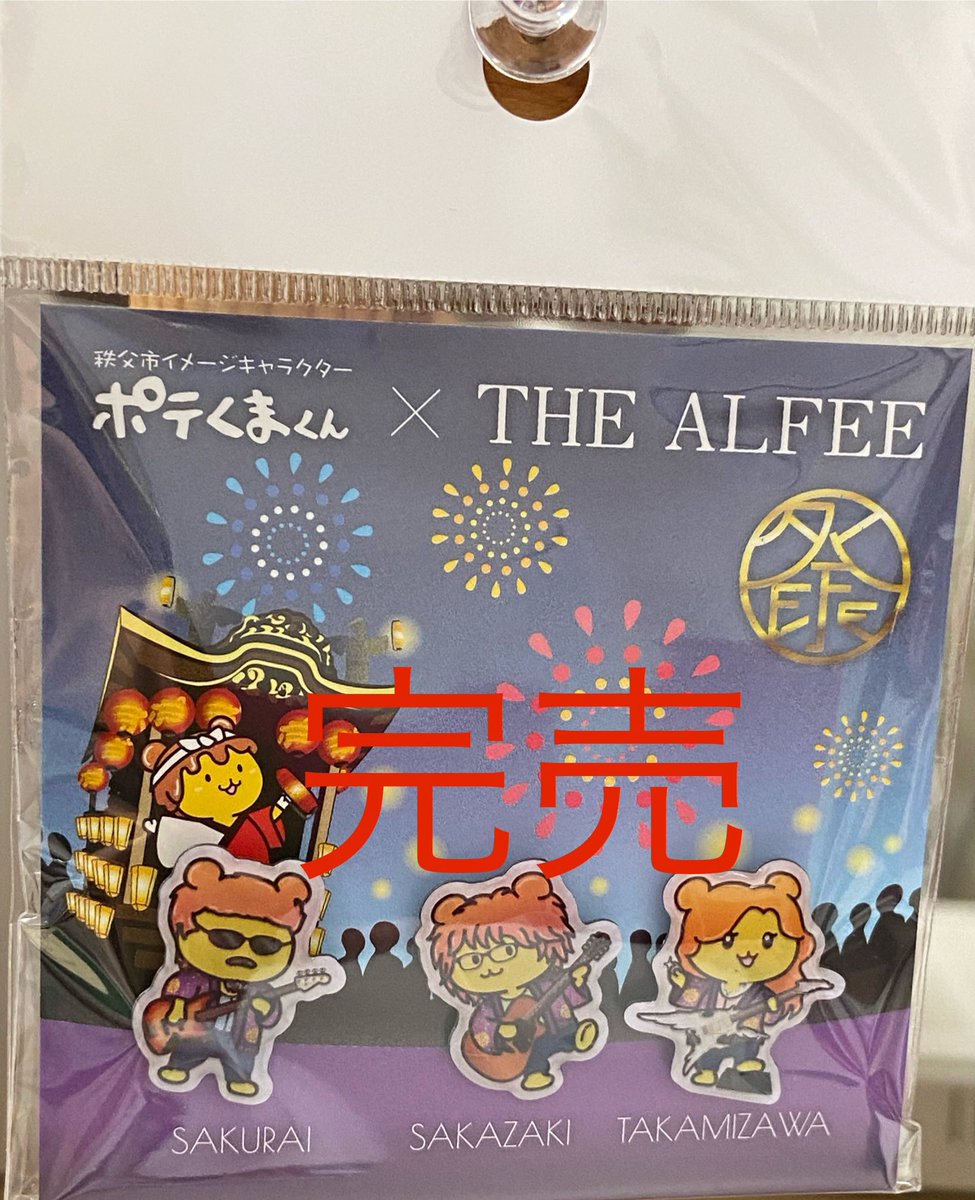 秩父市イメージキャラクター
ポテくまくん × THE ALFEE
祭
完売
SAKURAI SAKAZAKI TAKAMIZAWA